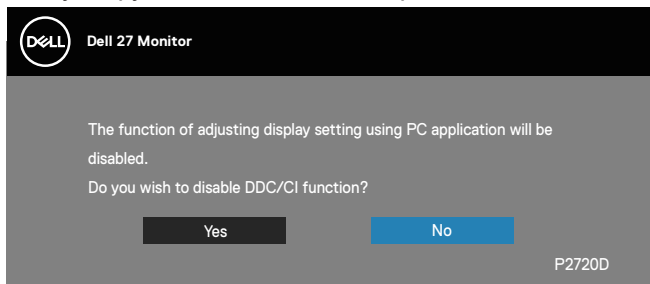 DELL
Dell 27 Monitor
The function of adjusting display setting using PC application will be
disabled.
Do you wish to disable DDC/CI function?
Yes
No
P2720D